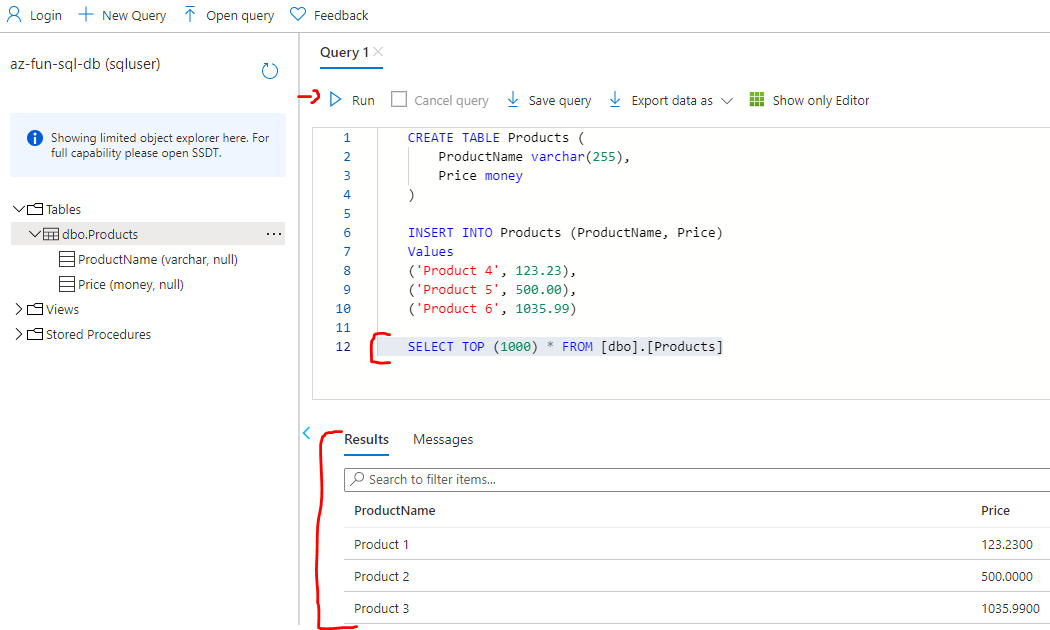 Login New Query Open query Feedback
az-fun-sql-db (sqluser)
Showing limited object explorer here. For
full capability please open SSDT.
Tables
dbo.Products ...
ProductName (varchar, null)
Price (money, null)
Views
Stored Procedures
Query 1
Run Cancel query Save query Export data as Show only Editor
1 CREATE TABLE Products (
2 ProductName varchar(255),
3 Price money
4 )
5
6 INSERT INTO Products (ProductName, Price)
7 Values
8 ('Product 4', 123.23),
9 ('Product 5', 500.00),
10 ('Product 6', 1035.99)
11
12 SELECT TOP (1000) * FROM [dbo].[Products]
Results Messages
Search to filter items...
ProductName Price
Product 1 123.2300
Product 2 500.0000
Product 3 1035.9900